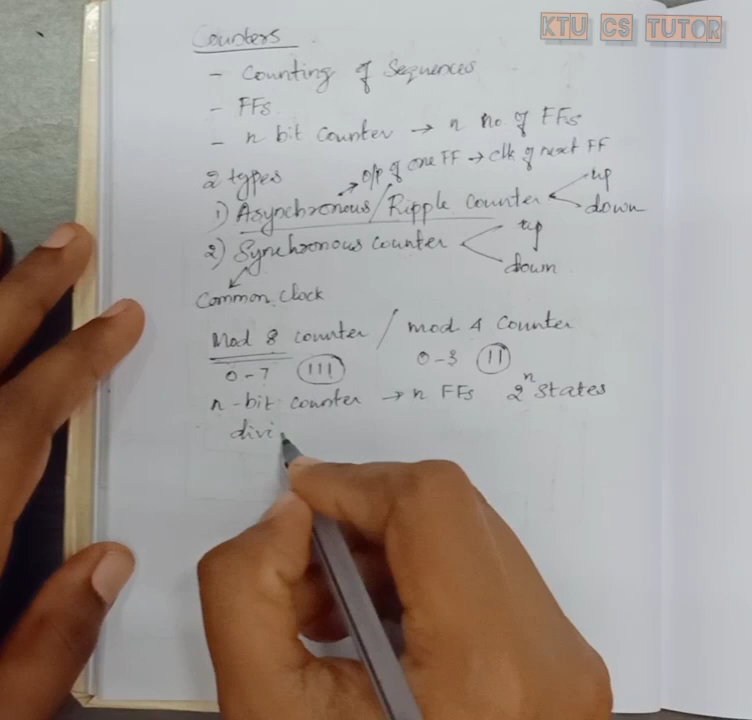 KTU CS TUTOR
Counters
- Counting of Sequences
- FFs
- n bit counter → n no of FFs
2 types → o/p of one FF → clk of next FF
1) Asynchronous / Ripple counter up down
2) Synchronous counter up down
Common clock
Mod 8 counter / mod 4 counter
0-7 111 0-3 11
n-bit counter → n FFs 2^n states
divi